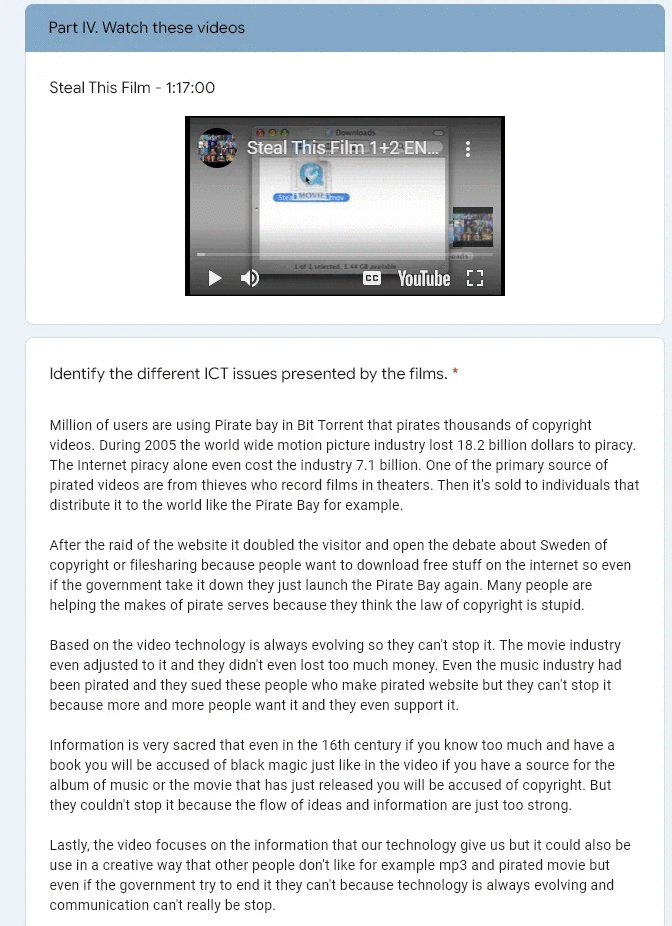 Part IV. Watch these videos
Steal This Film - 1:17:00
Downloads
Steal This Film 1+2 EN...
MOVIE
1 of 1 selected, 1.44 GB available
CC YouTube
Identify the different ICT issues presented by the films. *
Million of users are using Pirate bay in Bit Torrent that pirates thousands of copyright
videos. During 2005 the world wide motion picture industry lost 18.2 billion dollars to piracy.
The Internet piracy alone even cost the industry 7.1 billion. One of the primary source of
pirated videos are from thieves who record films in theaters. Then it's sold to individuals that
distribute it to the world like the Pirate Bay for example.
After the raid of the website it doubled the visitor and open the debate about Sweden of
copyright or filesharing because people want to download free stuff on the internet so even
if the government take it down they just launch the Pirate Bay again. Many people are
helping the makes of pirate serves because they think the law of copyright is stupid.
Based on the video technology is always evolving so they can't stop it. The movie industry
even adjusted to it and they didn't even lost too much money. Even the music industry had
been pirated and they sued these people who make pirated website but they can't stop it
because more and more people want it and they even support it.
Information is very sacred that even in the 16th century if you know too much and have a
book you will be accused of black magic just like in the video if you have a source for the
album of music or the movie that has just released you will be accused of copyright. But
they couldn't stop it because the flow of ideas and information are just too strong.
Lastly, the video focuses on the information that our technology give us but it could also be
use in a creative way that other people don't like for example mp3 and pirated movie but
even if the government try to end it they can't because technology is always evolving and
communication can't really be stop.